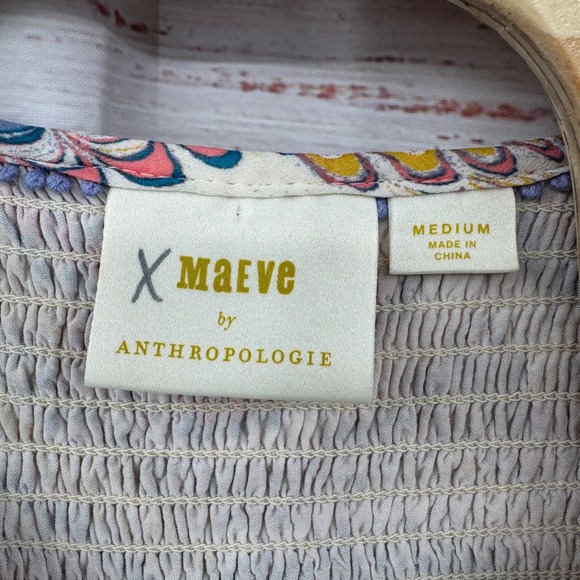 X MAEVE
by
ANTHROPOLOGIE
MEDIUM
MADE IN
CHINA